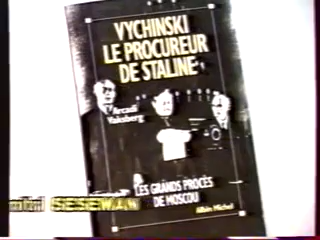 VYCHINSKI
LE PROCUREUR
DE STALINE
Arcadi
Vaksberg
LES GRANDS PROCÈS
DE MOSCOU
Albin Michel
SESEMAN